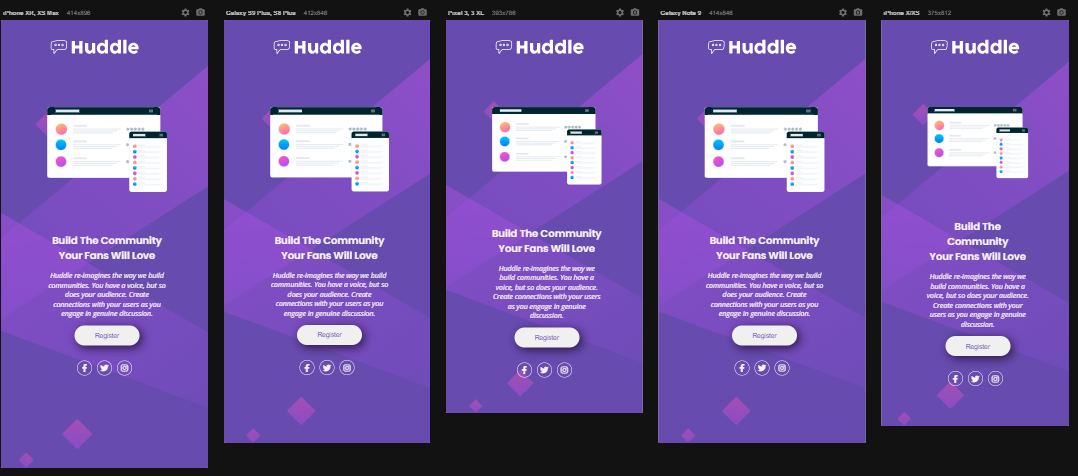 iPhone XR, XS Max 414x896
Huddle
Build The Community
Your Fans Will Love
Huddle re-imagines the way we build
communities. You have a voice, but so
does your audience. Create
connections with your users as you
engage in genuine discussion.
Register
Galaxy S9 Plus, S8 Plus 412x846
Huddle
Build The Community
Your Fans Will Love
Huddle re-imagines the way we build
communities. You have a voice, but so
does your audience. Create
connections with your users as you
engage in genuine discussion.
Register
Pixel 3, 3 XL 393x786
Huddle
Build The Community
Your Fans Will Love
Huddle re-imagines the way we
build communities. You have a
voice, but so does your audience.
Create connections with your users
as you engage in genuine
discussion.
Register
Galaxy Note 9 414x846
Huddle
Build The Community
Your Fans Will Love
Huddle re-imagines the way we build
communities. You have a voice, but so
does your audience. Create
connections with your users as you
engage in genuine discussion.
Register
iPhone X/XS 375x812
Huddle
Build The
Community
Your Fans Will Love
Huddle re-imagines the way we
build communities. You have a
voice, but so does your audience.
Create connections with your
users as you engage in genuine
discussion.
Register